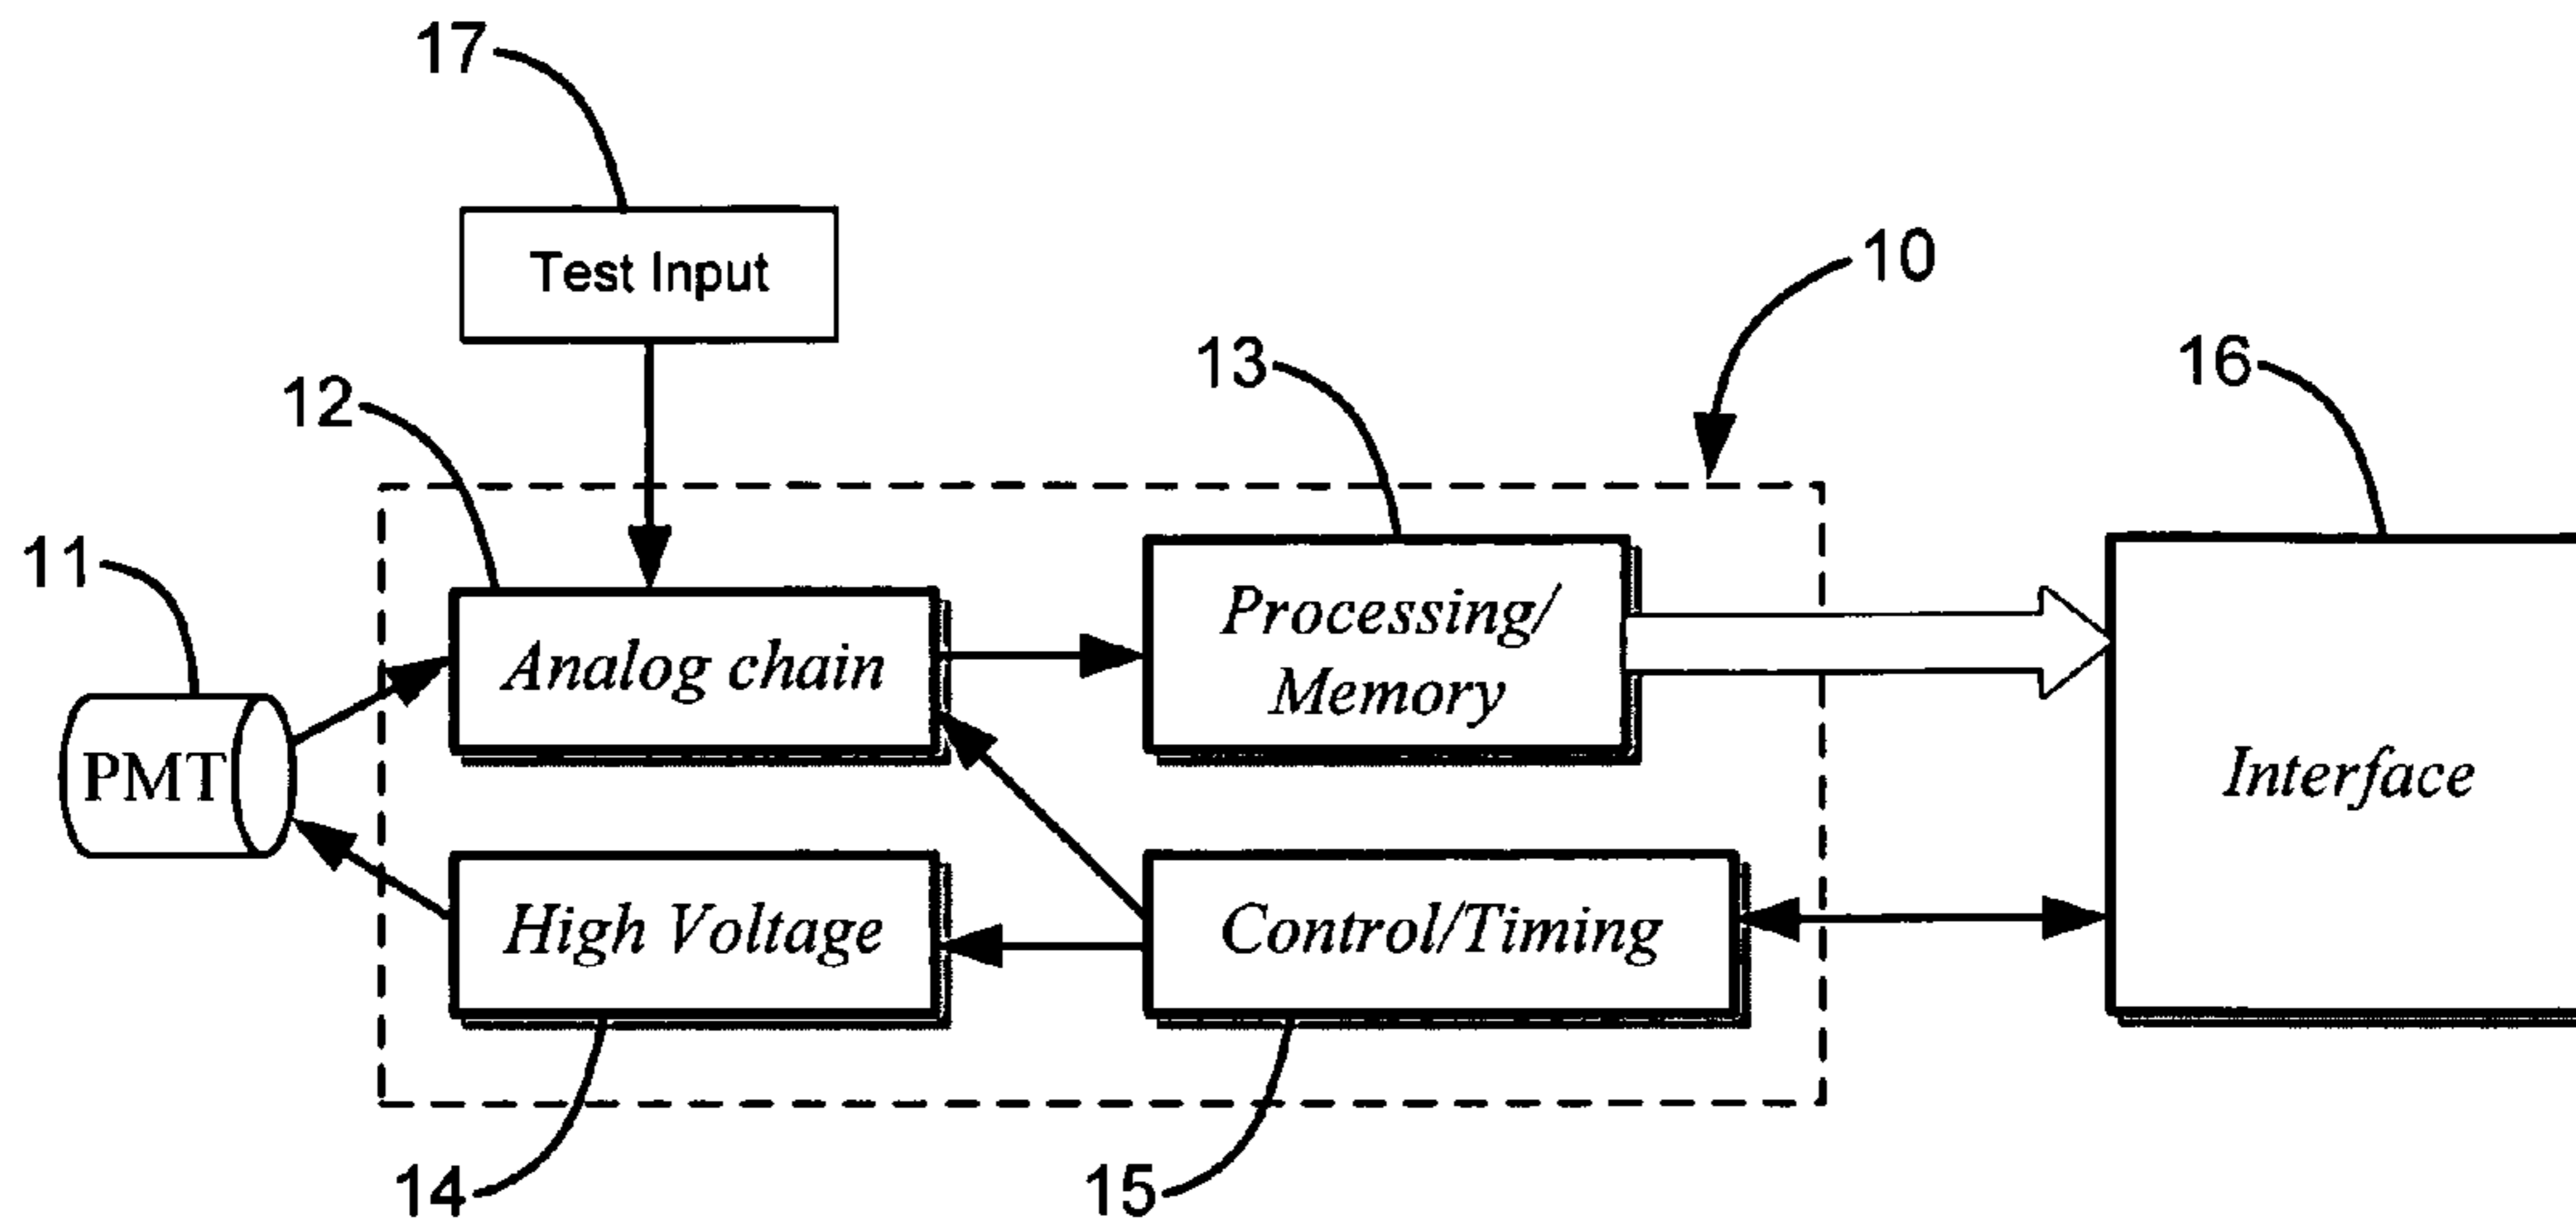 17
Test Input
10
13
16
12
11
Processing/
Memory
Analog chain
PMT
Interface
High Voltage
Control/Timing
14
15